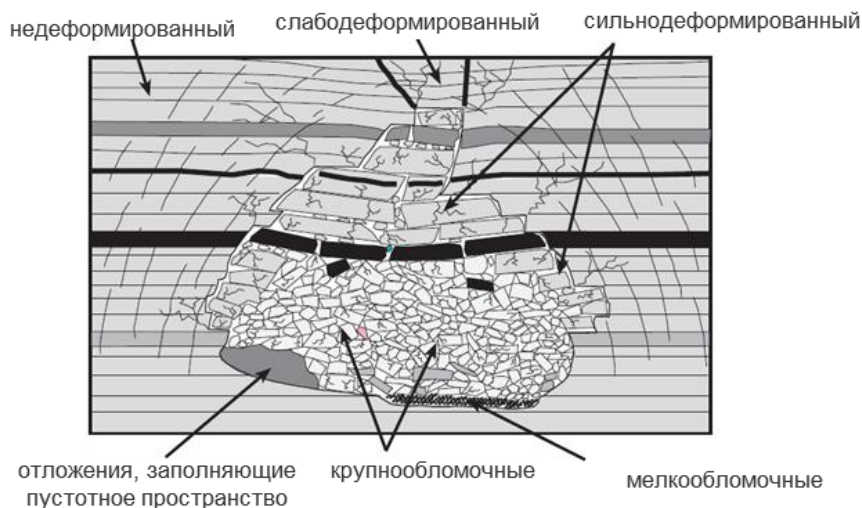 недеформированный
слабодеформированный
сильнодеформированный
отложения, заполняющие
пустотное пространство
крупнообломочные
мелкообломочные